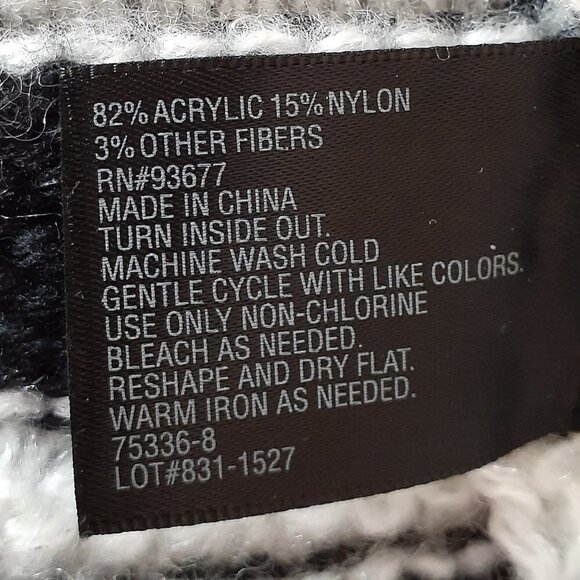 82% ACRYLIC 15% NYLON
3% OTHER FIBERS
RN#93677
MADE IN CHINA
TURN INSIDE OUT.
MACHINE WASH COLD
GENTLE CYCLE WITH LIKE COLORS.
USE ONLY NON-CHLORINE
BLEACH AS NEEDED.
RESHAPE AND DRY FLAT.
WARM IRON AS NEEDED.
75336-8
LOT#831-1527